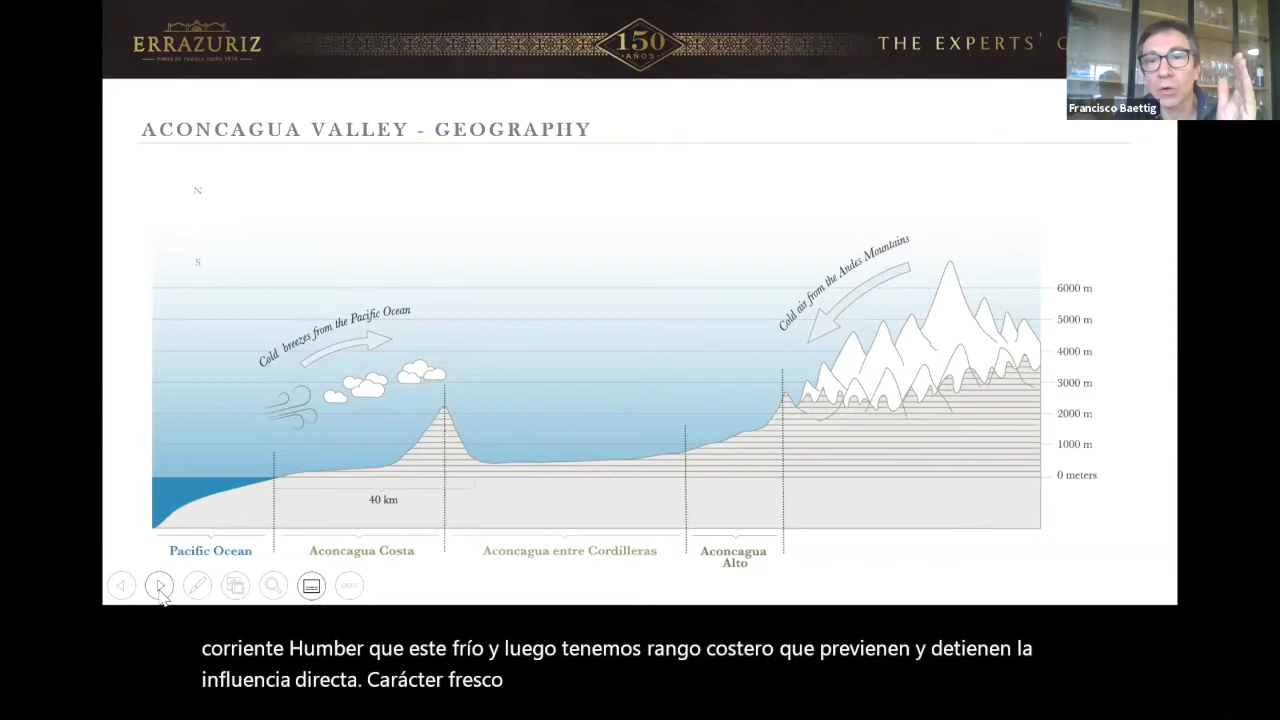 ERRAZURIZ
150
AÑOS
THE EXPERTS' C
Francisco Baettig
ACONCAGUA VALLEY - GEOGRAPHY
N
S
Cold breezes from the Pacific Ocean
Cold air from the Andes Mountains
6000 m
5000 m
4000 m
3000 m
2000 m
1000 m
0 meters
40 km
Pacific Ocean
Aconcagua Costa
Aconcagua entre Cordilleras
Aconcagua
Alto
corriente Humber que este frío y luego tenemos rango costero que previenen y detienen la
influencia directa. Carácter fresco